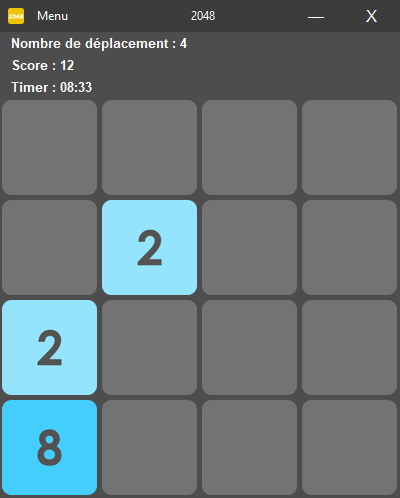 2048 Menu 2048 — X
Nombre de déplacement : 4
Score : 12
Timer : 08:33
2
2
8